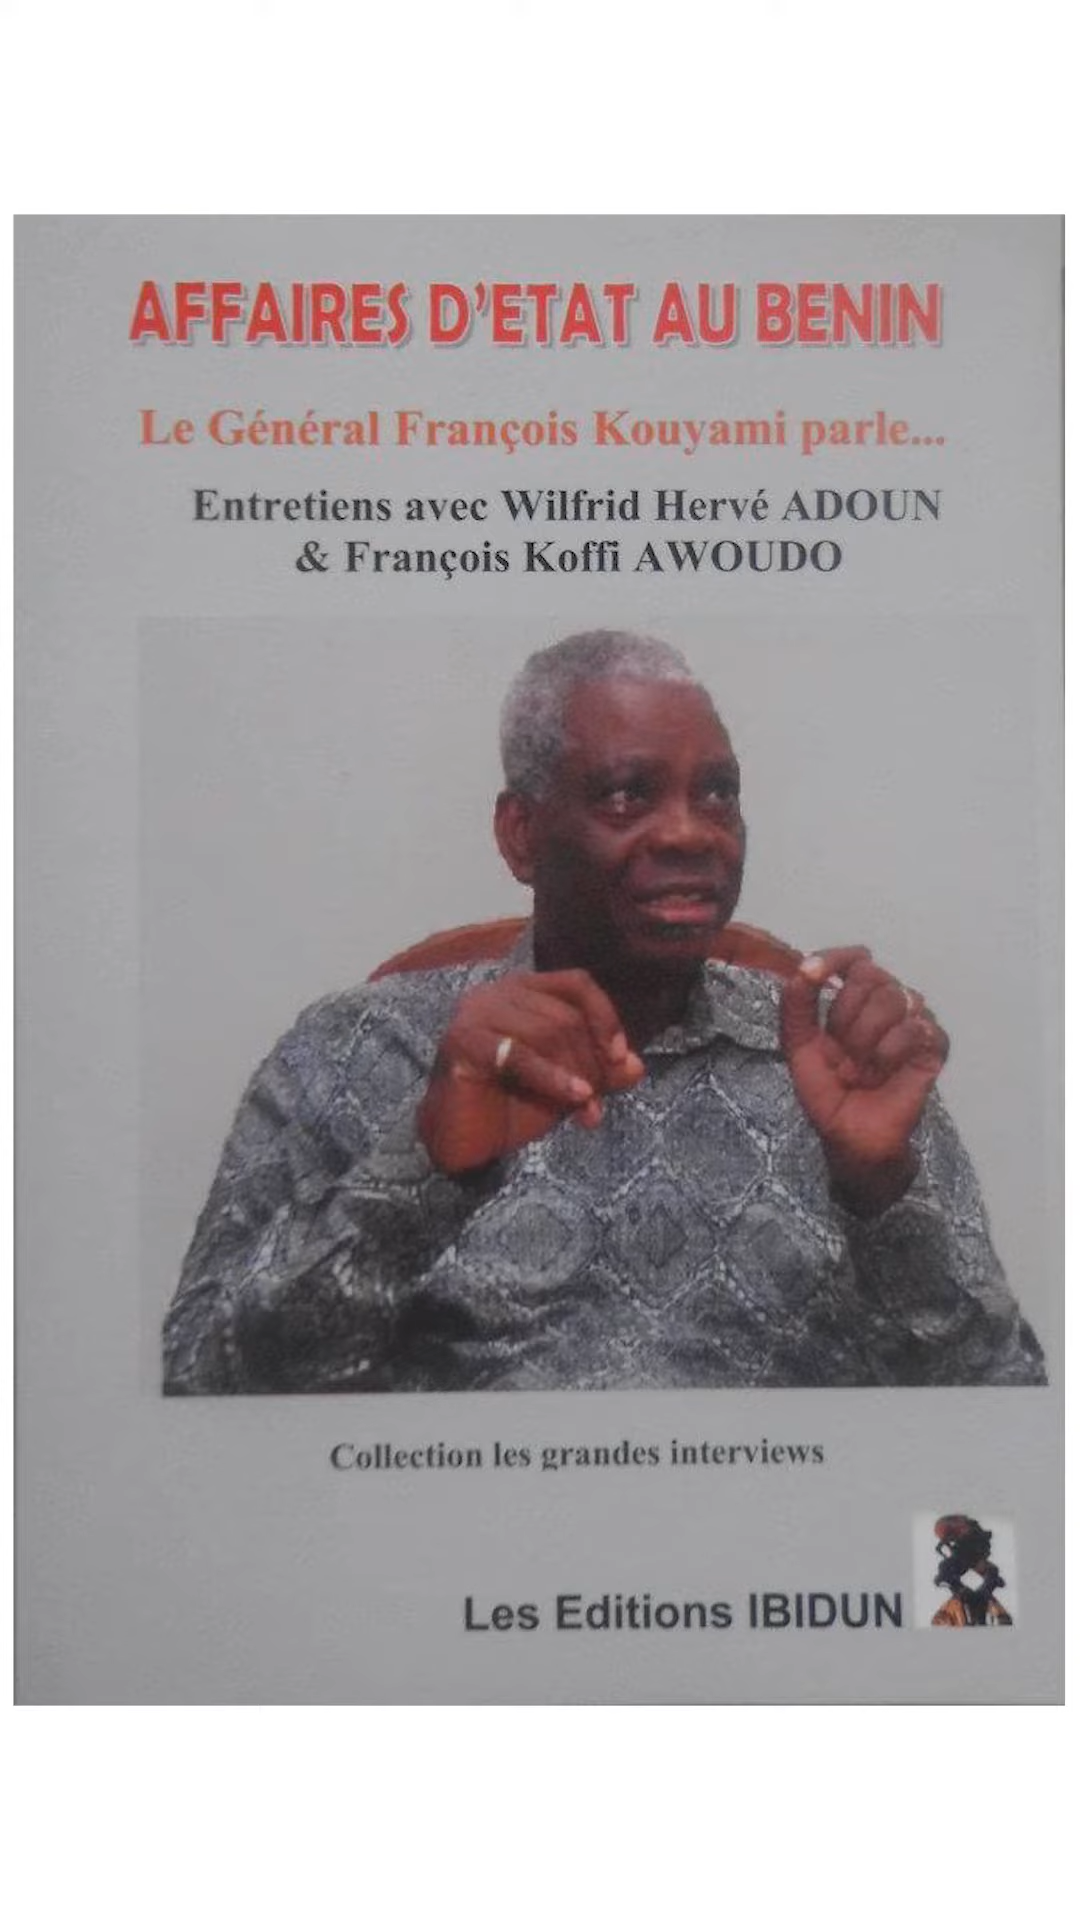 AFFAIRES D'ETAT AU BENIN
Le Général François Kouyami parle...
Entretiens avec Wilfrid Hervé ADOUN
& François Koffi AWOUDO
Collection les grandes interviews
Les Editions IBIDUN